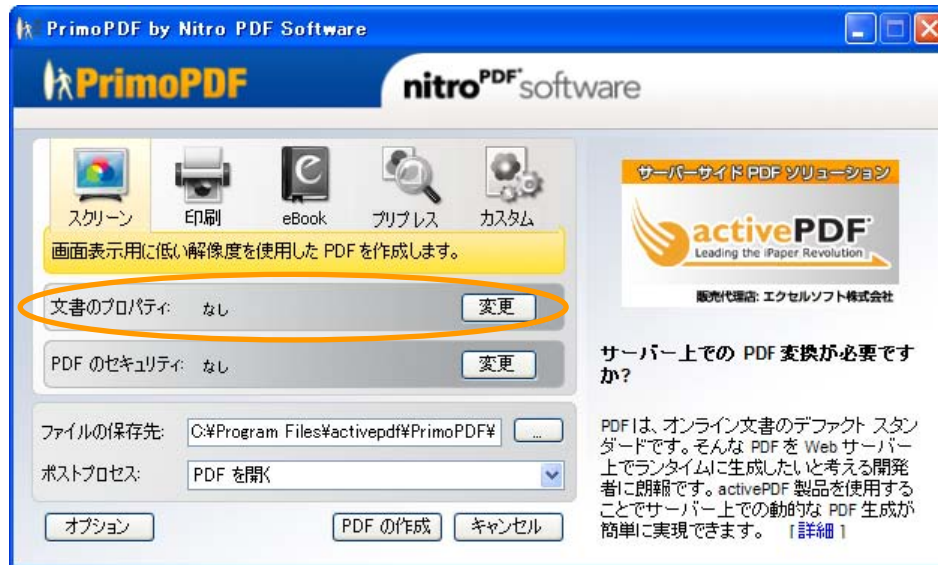 PrimoPDF by Nitro PDF Software
PrimoPDF
nitroPDF software
スクリーン 印刷 eBook プリプレス カスタム
画面表示用に低い解像度を使用した PDF を作成します。
文書のプロパティ: なし 変更
PDF のセキュリティ: なし 変更
ファイルの保存先: C:¥Program Files¥activepdf¥PrimoPDF¥ ...
ポストプロセス: PDF を開く
オプション PDF の作成 キャンセル
サーバーサイド PDF ソリューション
activePDF
Leading the iPaper Revolution
販売代理店: エクセルソフト株式会社
サーバー上での PDF 変換が必要です
か?
PDFは、オンライン文書のデファクト スタン
ダードです。そんな PDF を Web サーバー
上でランタイムに生成したいと考える開発
者に朗報です。activePDF 製品を使用する
ことでサーバー上での動的な PDF 生成が
簡単に実現できます。 [詳細]